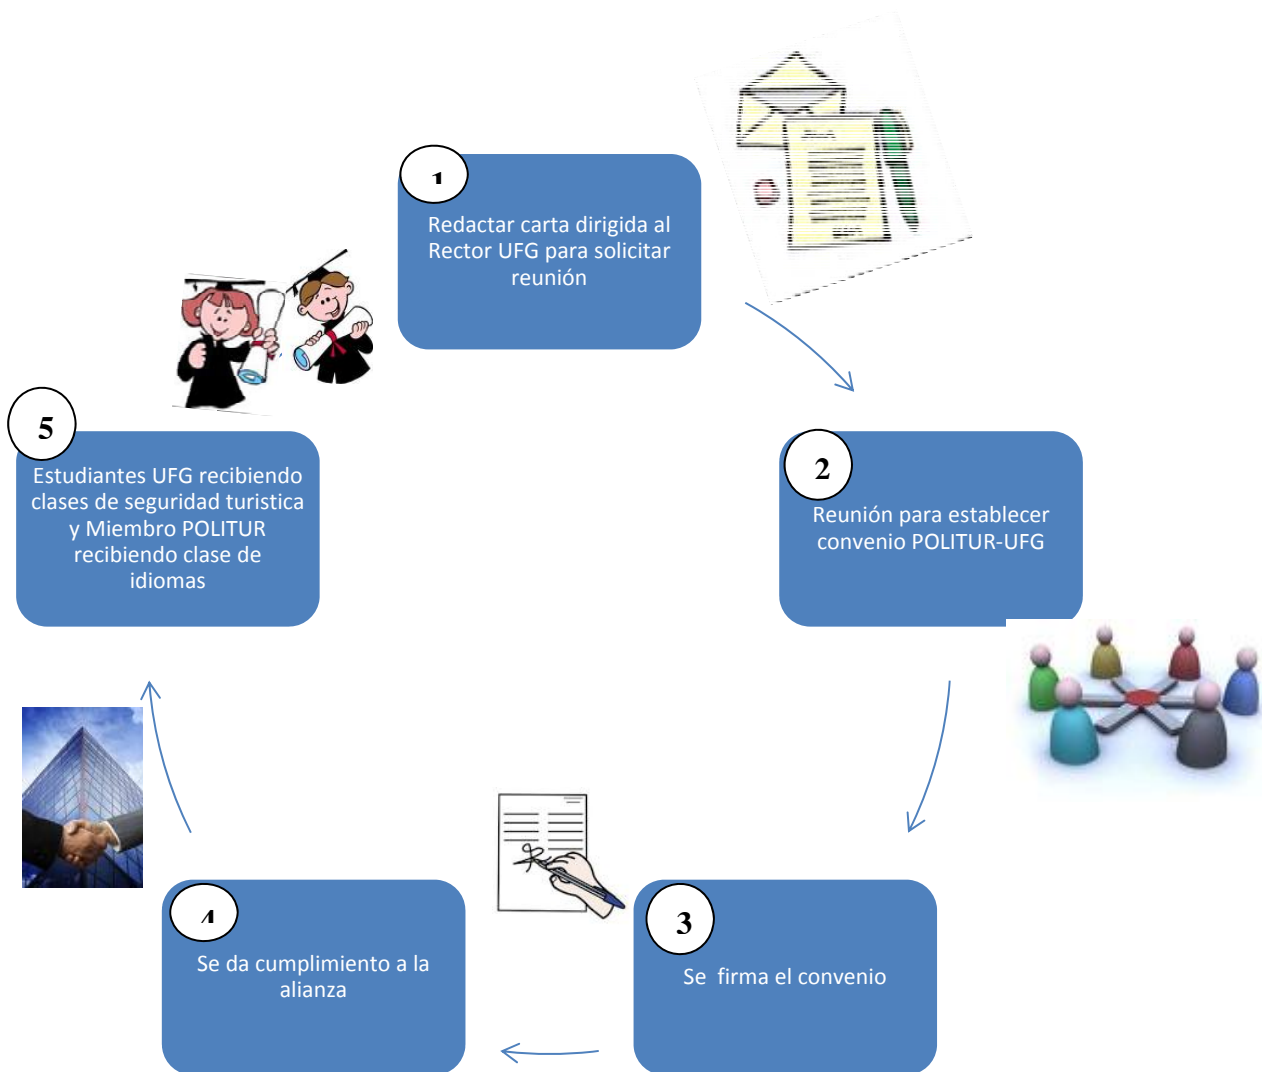 1
Redactar carta dirigida al
Rector UFG para solicitar
reunión
2
Reunión para establecer
convenio POLITUR-UFG
3
Se firma el convenio
4
Se da cumplimiento a la
alianza
5
Estudiantes UFG recibiendo
clases de seguridad turistica
y Miembro POLITUR
recibiendo clase de
idiomas